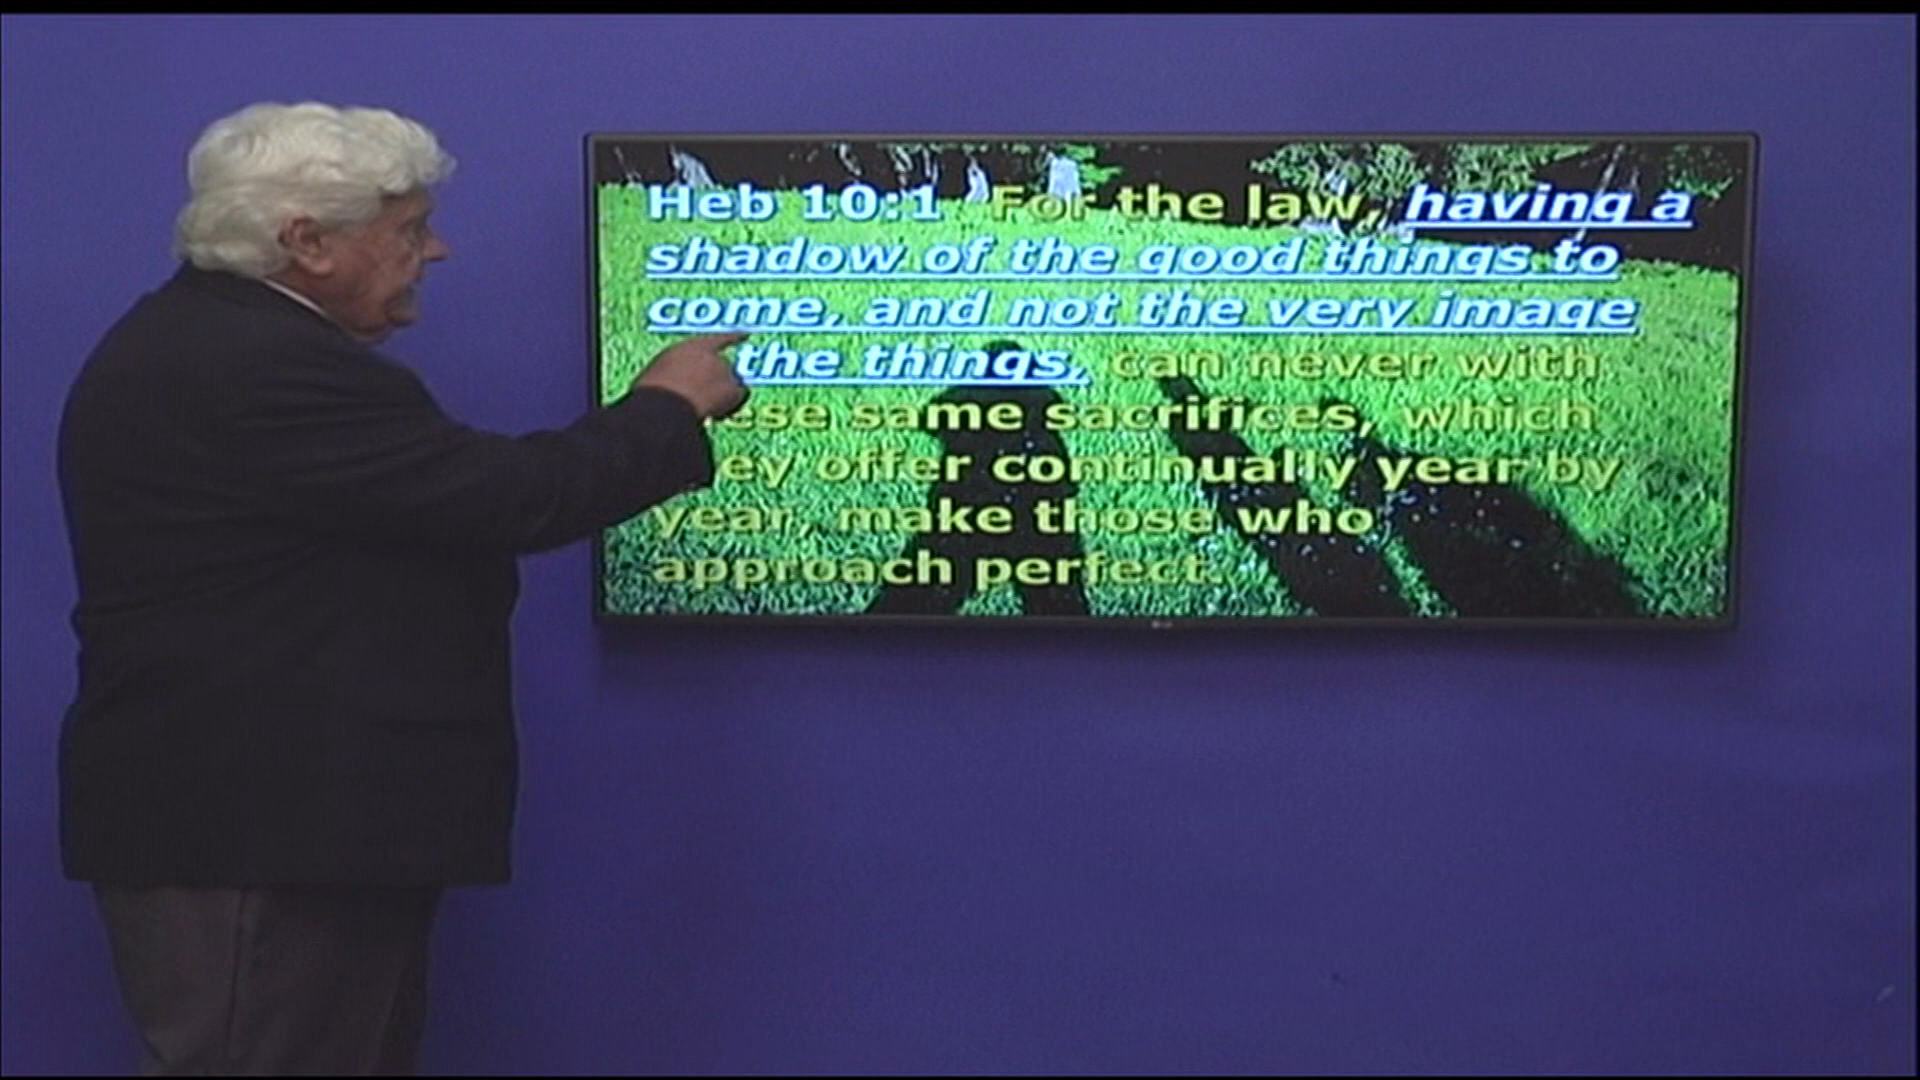 Heb 10:1 For the law, having a
shadow of the good things to
come, and not the very image
the things, can never with
same sacrifices, which
offer continually year by
year, make those who
approach perfect.